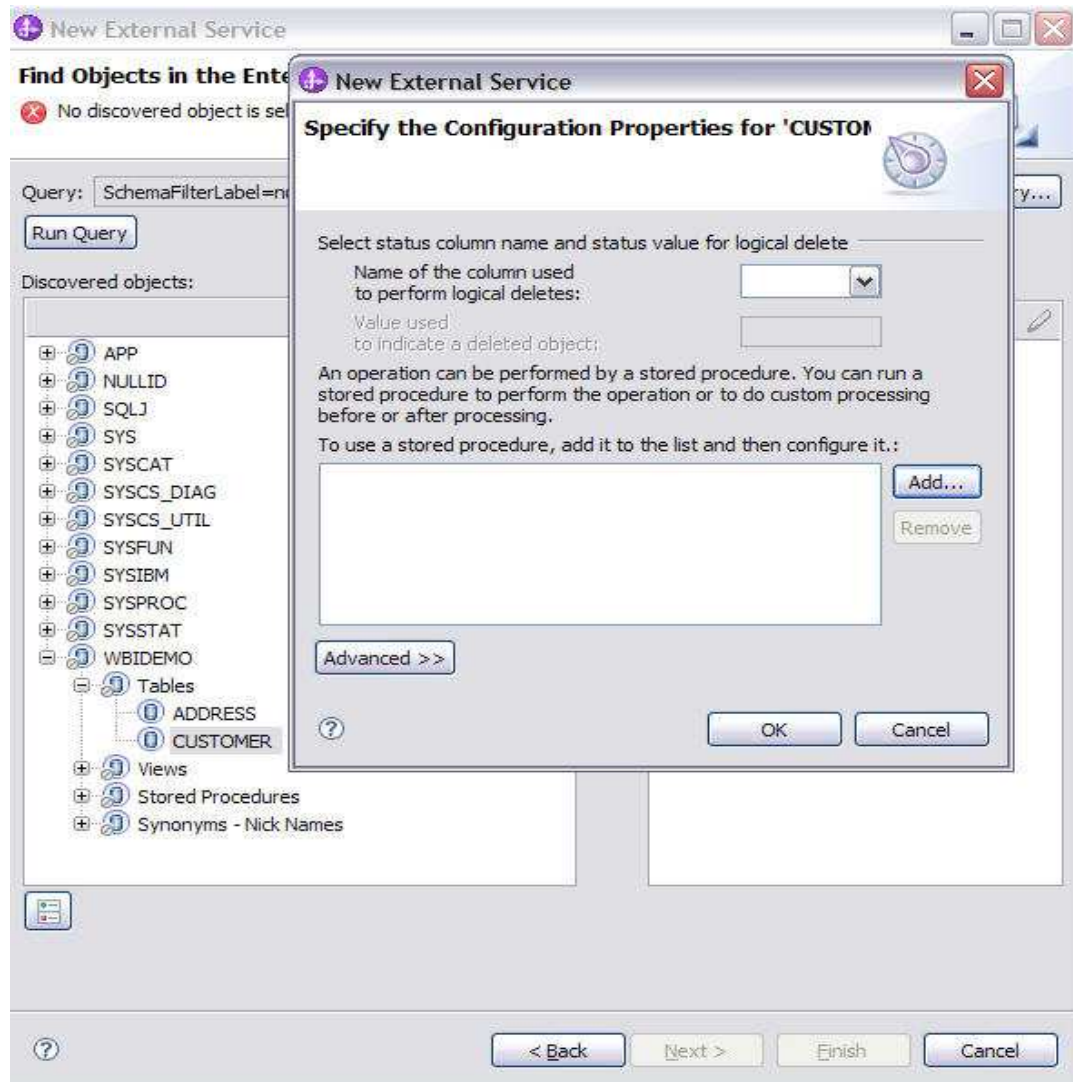 New External Service
Find Objects in the Ente
No discovered object is sel
Query: SchemaFilterLabel=nu
ry...
Run Query
Discovered objects:
APP
NULLID
SQLJ
SYS
SYSCAT
SYSCS_DIAG
SYSCS_UTIL
SYSFUN
SYSIBM
SYSPROC
SYSSTAT
WBIDEMO
Tables
ADDRESS
CUSTOMER
Views
Stored Procedures
Synonyms - Nick Names
New External Service
Specify the Configuration Properties for 'CUSTOM
Select status column name and status value for logical delete
Name of the column used
to perform logical deletes:
Value used
to indicate a deleted object:
An operation can be performed by a stored procedure. You can run a
stored procedure to perform the operation or to do custom processing
before or after processing.
To use a stored procedure, add it to the list and then configure it.:
Add...
Remove
Advanced >>
OK Cancel
< Back Next > Finish Cancel